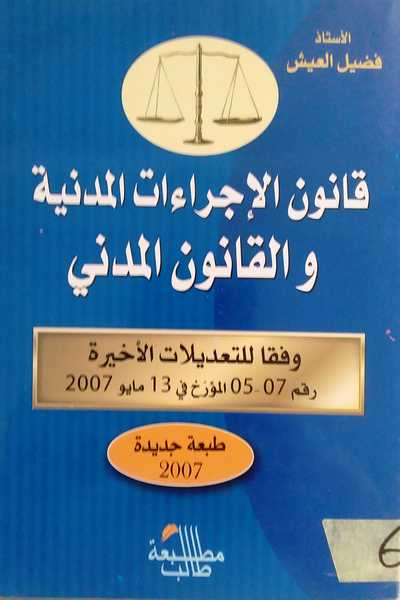 الأستاذ
فضيل العيش
قانون الإجراءات المدنية
والقانون المدني
وفقا للتعديلات الأخيرة
رقم 07-05 المؤرخ في 13 مايو 2007
طبعة جديدة
2007
مطبعة
طالب
6